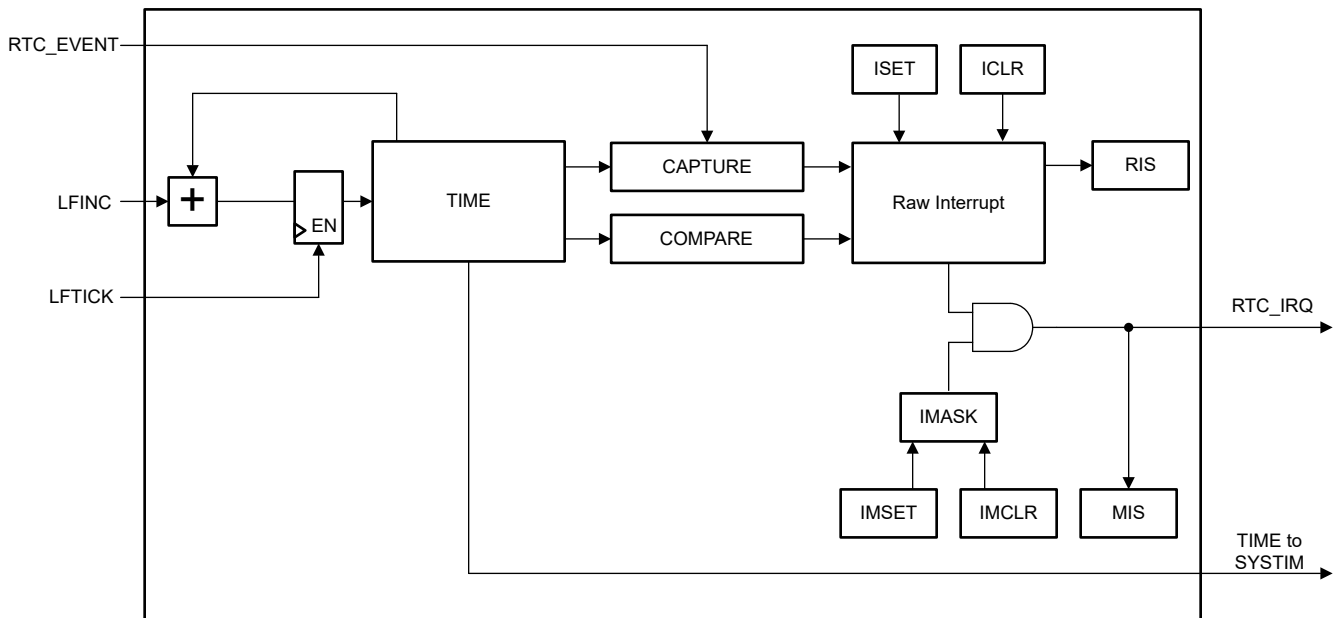 RTC_EVENT
ISET
ICLR
CAPTURE
RIS
TIME
Raw Interrupt
LFINC
+
EN
COMPARE
LFTICK
RTC_IRQ
IMASK
IMSET
IMCLR
MIS
TIME to
SYSTIM